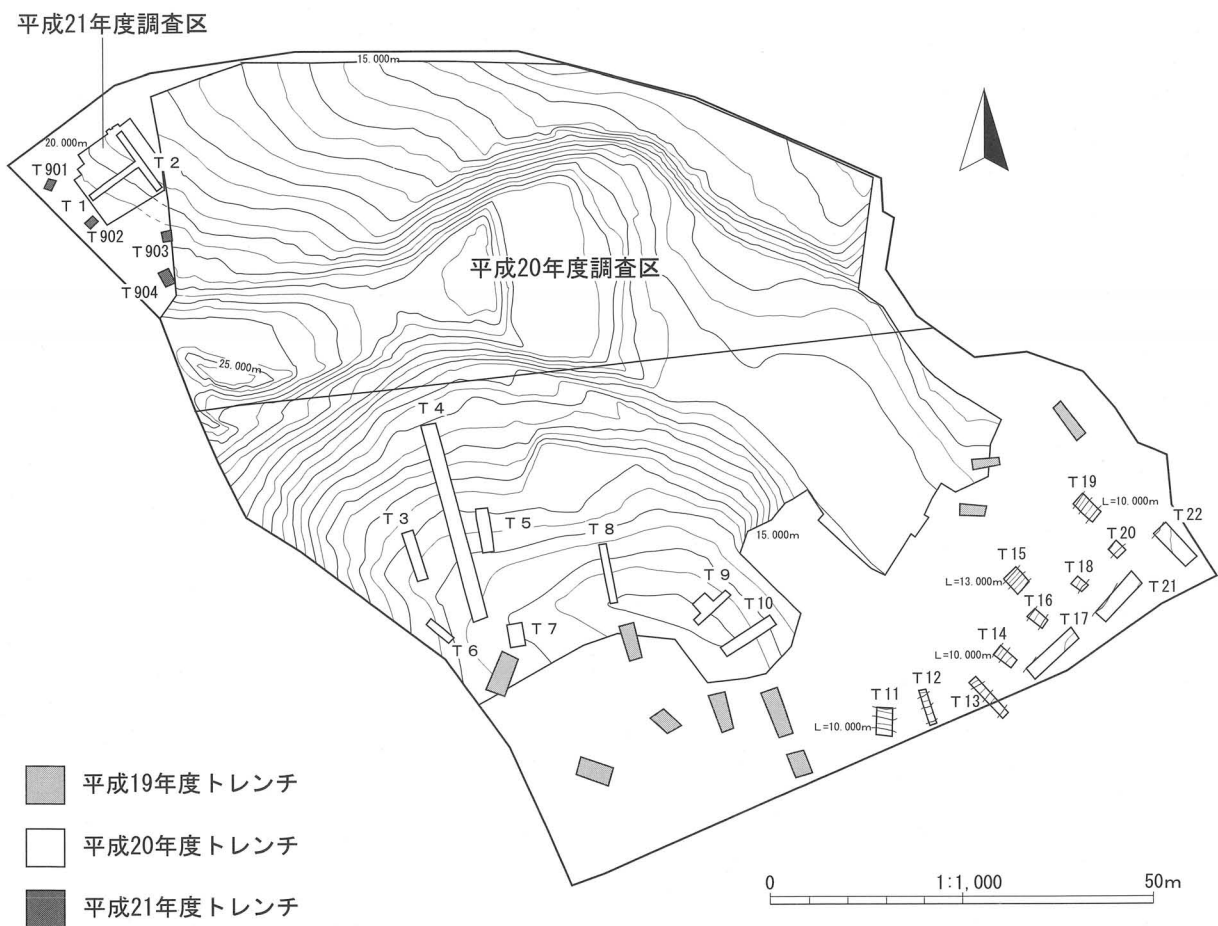 平成21年度調査区
15.000m
20.000m
T2
T901
T1
T902
T903
T904
平成20年度調査区
25.000m
T4
T3
T5
T8
T9
T10
T6
T7
15.000m
T19
L=10.000m
T22
T20
T15
L=13.000m
T18
T21
T16
T17
T14
L=10.000m
T12
T13
T11
L=10.000m
平成19年度トレンチ
平成20年度トレンチ
平成21年度トレンチ
0 1:1,000 50m